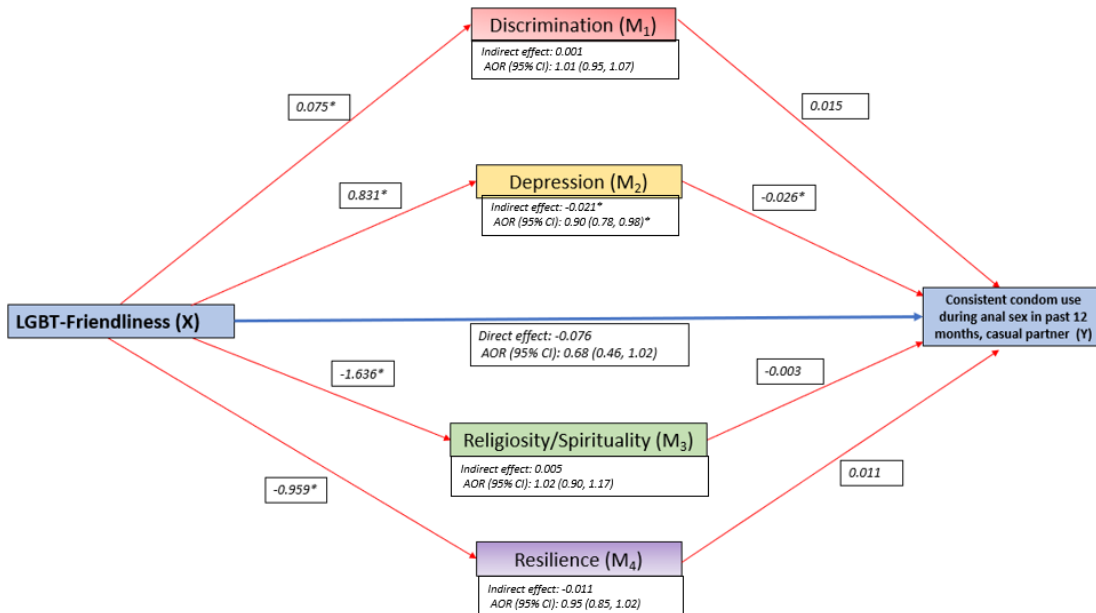 Discrimination (M₁)
Indirect effect: 0.001
AOR (95% CI): 1.01 (0.95, 1.07)
0.075*
0.015
Depression (M₂)
0.831*
Indirect effect: -0.021*
AOR (95% CI): 0.90 (0.78, 0.98)*
-0.026*
LGBT-Friendliness (X)
Consistent condom use
during anal sex in past 12
months, casual partner (Y)
Direct effect: -0.076
AOR (95% CI): 0.68 (0.46, 1.02)
-1.636*
-0.003
Religiosity/Spirituality (M₃)
Indirect effect: 0.005
AOR (95% CI): 1.02 (0.90, 1.17)
-0.959*
0.011
Resilience (M₄)
Indirect effect: -0.011
AOR (95% CI): 0.95 (0.85, 1.02)